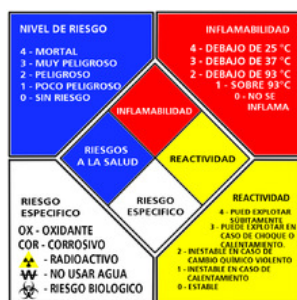 NIVEL DE RIESGO
4 - MORTAL
3 - MUY PELIGROSO
2 - PELIGROSO
1 - POCO PELIGROSO
0 - SIN RIESGO
INFLAMABILIDAD
4 - DEBAJO DE 25 °C
3 - DEBAJO DE 37 °C
2 - DEBAJO DE 93 °C
1 - SOBRE 93°C
0 - NO SE
INFLAMA
INFLAMABILIDAD
RIESGOS
A LA SALUD
REACTIVIDAD
RIESGO
ESPECIFICO
RIESGO
ESPECIFICO
OX - OXIDANTE
COR - CORROSIVO
- RADIOACTIVO
W - NO USAR AGUA
- RIESGO BIOLOGICO
REACTIVIDAD
4 - PUED EXPLOTAR
SÚBITAMENTE
3 - PUEDE EXPLOTAR EN
CASO DE CHOQUE O
CALENTAMIENTO.
2 - INESTABLE EN CASO DE
CAMBIO QUÍMICO VIOLENTO
1 - INESTABLE EN CASO DE
CALENTAMIENTO
0 - ESTABLE